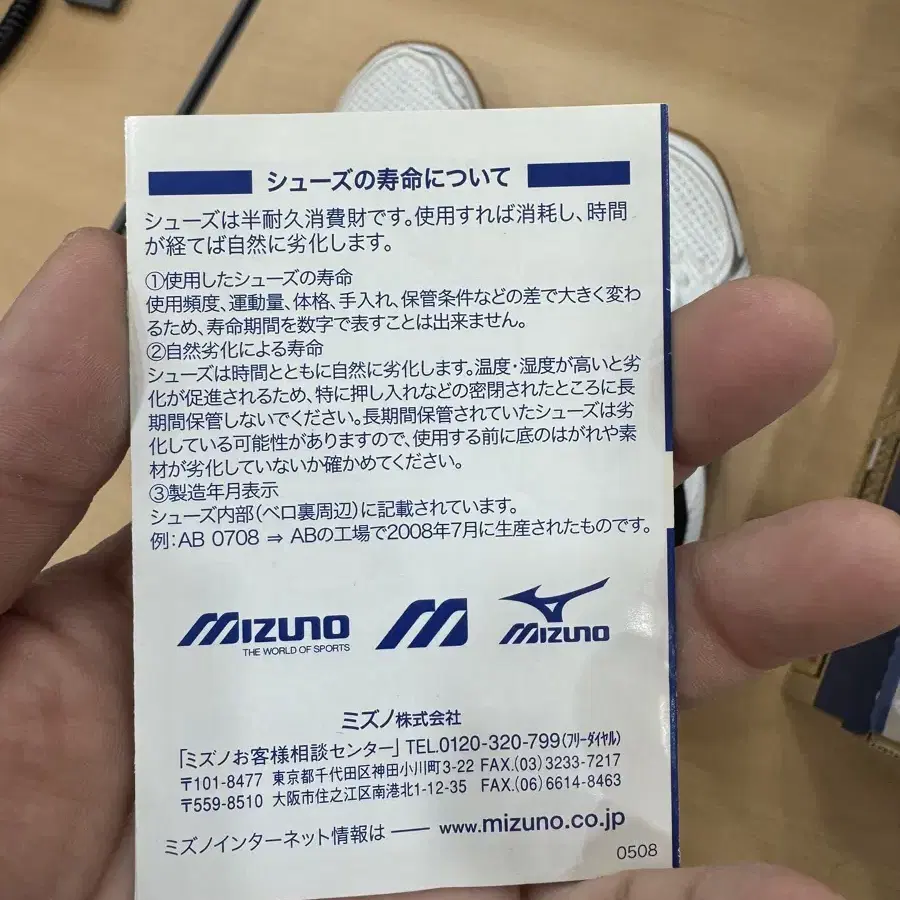 シューズの寿命について
シューズは半耐久消費財です。使用すれば消耗し、時間
が経てば自然に劣化します。
①使用したシューズの寿命
使用頻度、運動量、体格、手入れ、保管条件などの差で大きく変わ
るため、寿命期間を数字で表すことは出来ません。
②自然劣化による寿命
シューズは時間とともに自然に劣化します。温度・湿度が高いと劣
化が促進されるため、特に押し入れなどの密閉されたところに長
期間保管しないでください。長期間保管されていたシューズは劣
化している可能性がありますので、使用する前に底のはがれや素
材が劣化していないか確かめてください。
③製造年月表示
シューズ内部(ベロ裏周辺)に記載されています。
例:AB 0708 ⇒ ABの工場で2008年7月に生産されたものです。
MIZUNO
THE WORLD OF SPORTS
M
MIZUNO
ミズノ株式会社
「ミズノお客様相談センター」 TEL.0120-320-799(フリーダイヤル)
〒101-8477 東京都千代田区神田小川町3-22 FAX.(03)3233-7217
〒559-8510 大阪市住之江区南港北1-12-35 FAX.(06)6614-8463
ミズノインターネット情報は ── www.mizuno.co.jp
0508